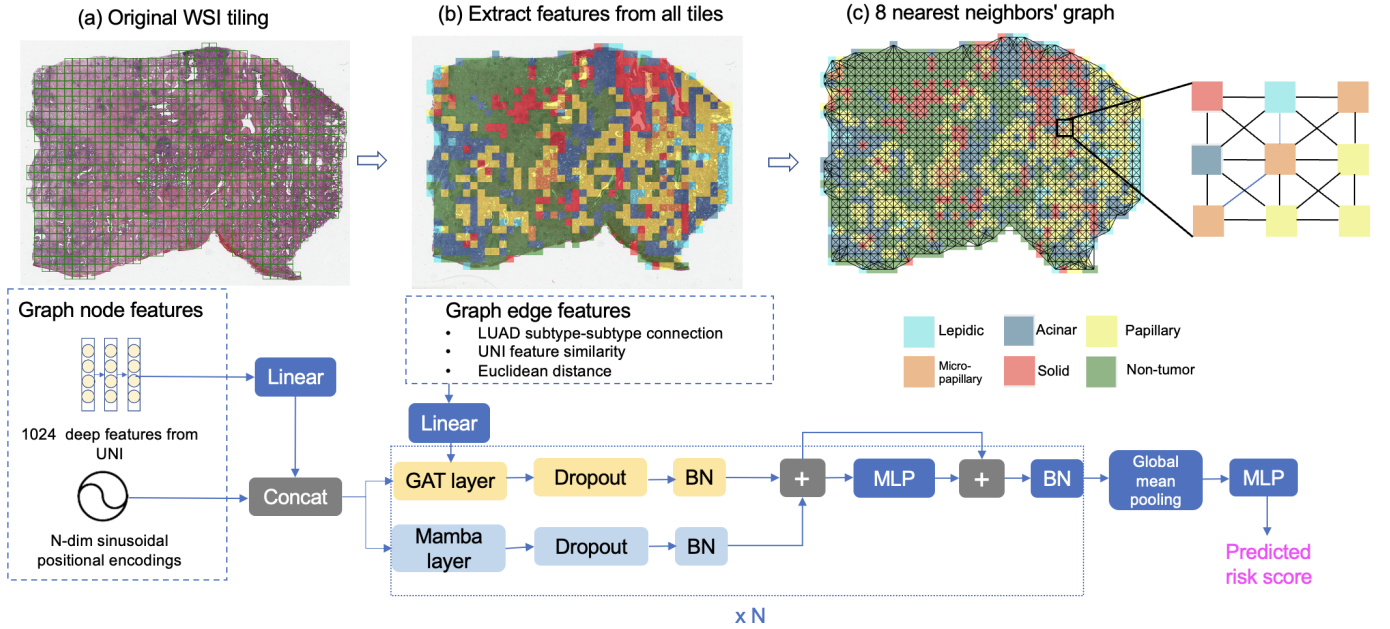 (a) Original WSI tiling
(b) Extract features from all tiles
(c) 8 nearest neighbors' graph
Graph node features
1024 deep features from
UNI
N-dim sinusoidal
positional encodings
Linear
Concat
Graph edge features
• LUAD subtype-subtype connection
• UNI feature similarity
• Euclidean distance
Linear
Lepidic
Acinar
Papillary
Micro-
papillary
Solid
Non-tumor
GAT layer
Dropout
BN
+
MLP
+
BN
Global
mean
pooling
MLP
Mamba
layer
Dropout
BN
Predicted
risk score
x N